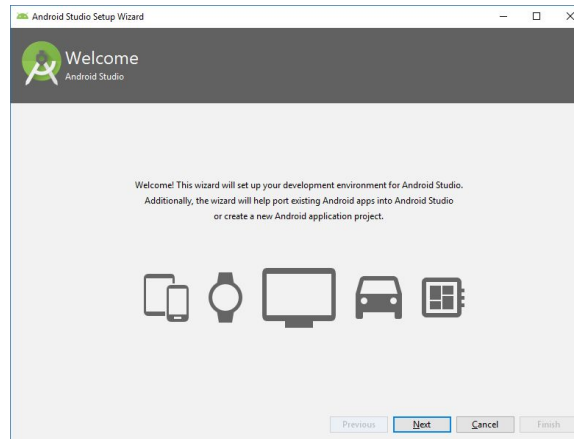 Android Studio Setup Wizard
Welcome
Android Studio
Welcome! This wizard will set up your development environment for Android Studio.
Additionally, the wizard will help port existing Android apps into Android Studio
or create a new Android application project.
Previous Next Cancel Finish